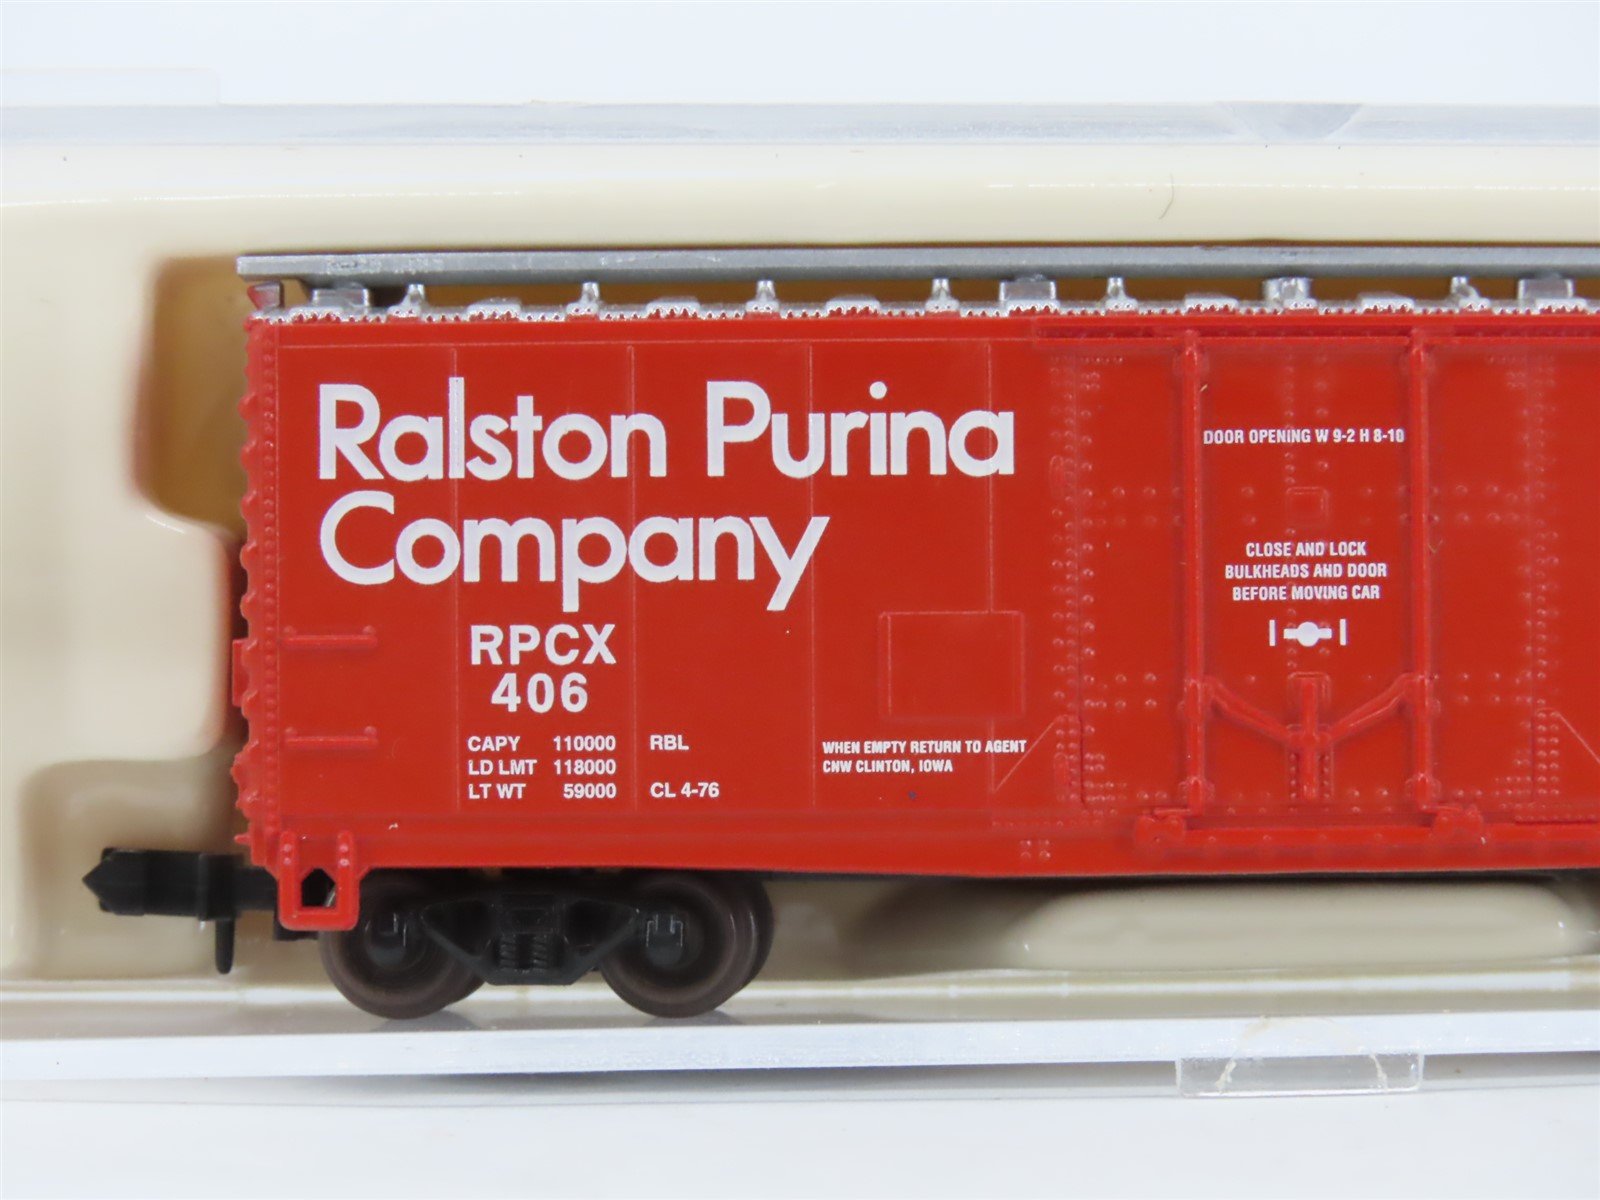 Ralston Purina
Company
RPCX
406
CAPY 110000 RBL
LD LMT 118000
LT WT 59000 CL 4-76
WHEN EMPTY RETURN TO AGENT
CNW CLINTON, IOWA
DOOR OPENING W 9-2 H 8-10
CLOSE AND LOCK
BULKHEADS AND DOOR
BEFORE MOVING CAR